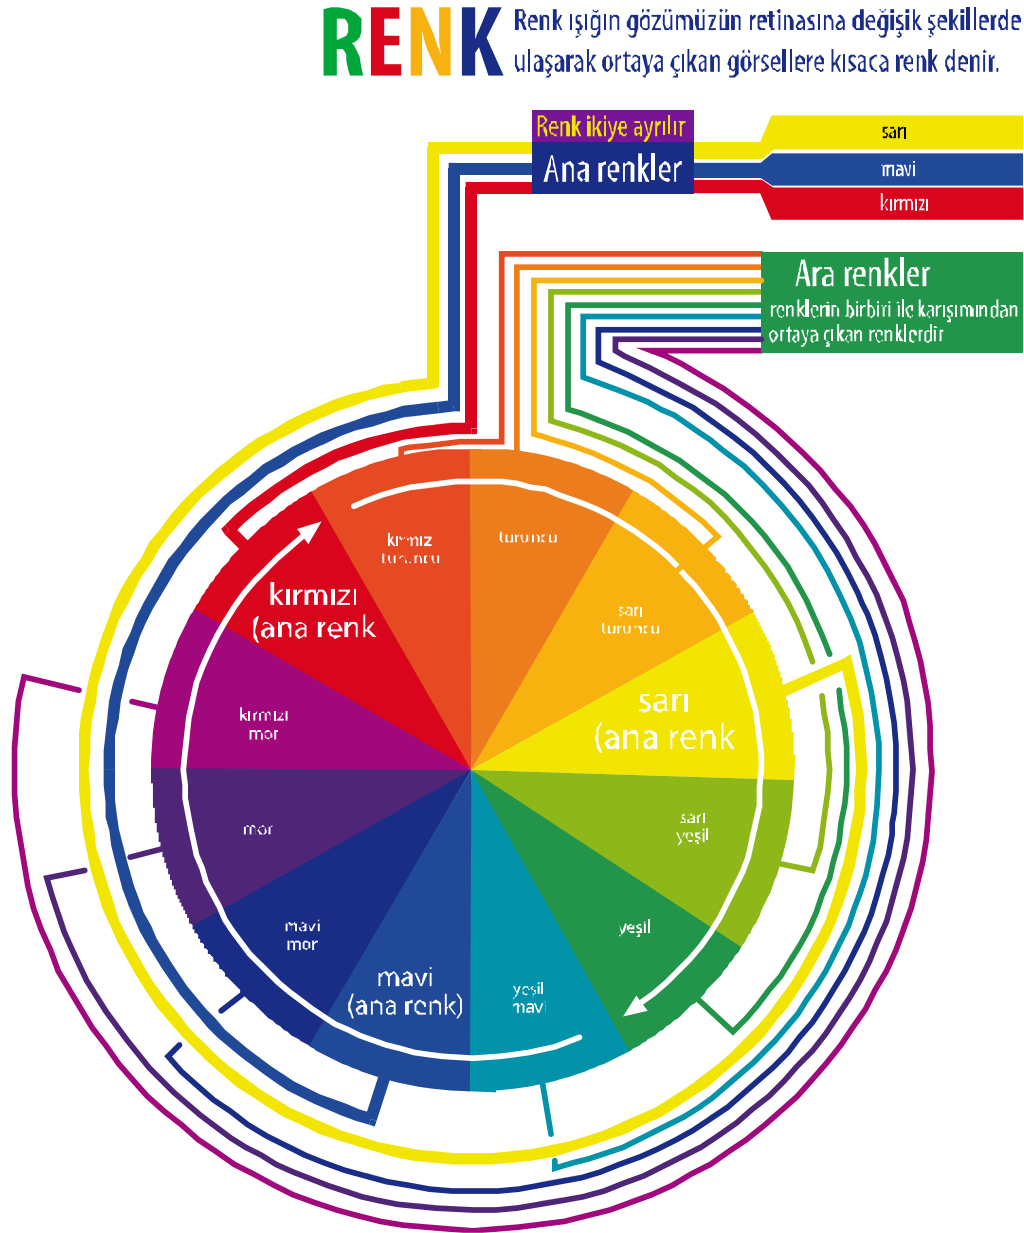 RENK
Renk ışığın gözümüzün retinasına değişik şekillerde
ulaşarak ortaya çıkan görsellere kısaca renk denir.
Renk ikiye ayrılır
Ana renkler
sarı
mavi
kırmızı
Ara renkler
renklerin birbiri ile karışımından
ortaya çıkan renklerdir
kırmız
turuncu
turuncu
sarı
turuncu
kırmızı
(ana renk
sarı
(ana renk
kırmızı
mor
sarı
yeşil
mor
yeşil
mavi
mor
mavi
(ana renk)
yeşil
mavi